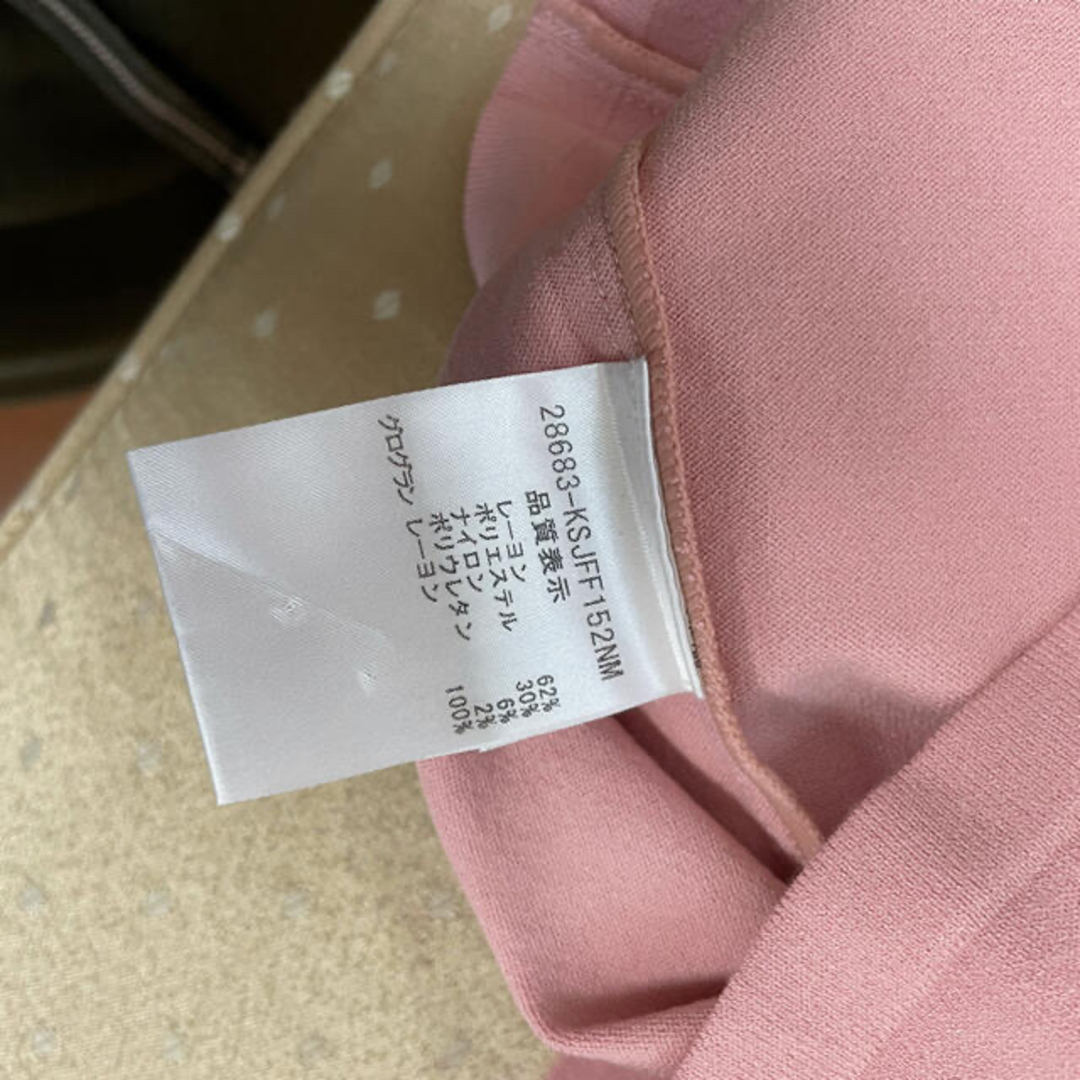 28683-KSJFF152NM
品質表示
レーヨン 62%
ポリエステル 30%
ナイロン 6%
ポリウレタン 2%
グログラン レーヨン 100%